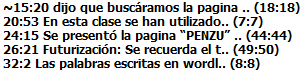 ~15:20 dijo que buscáramos la pagina .. (18:18)
20:53 En esta clase se han utilizado.. (7:7)
24:15 Se presentó la pagina “PENZU” .. (44:44)
26:21 Futurización: Se recuerda el t.. (49:50)
32:2 Las palabras escritas en wordl.. (8:8)